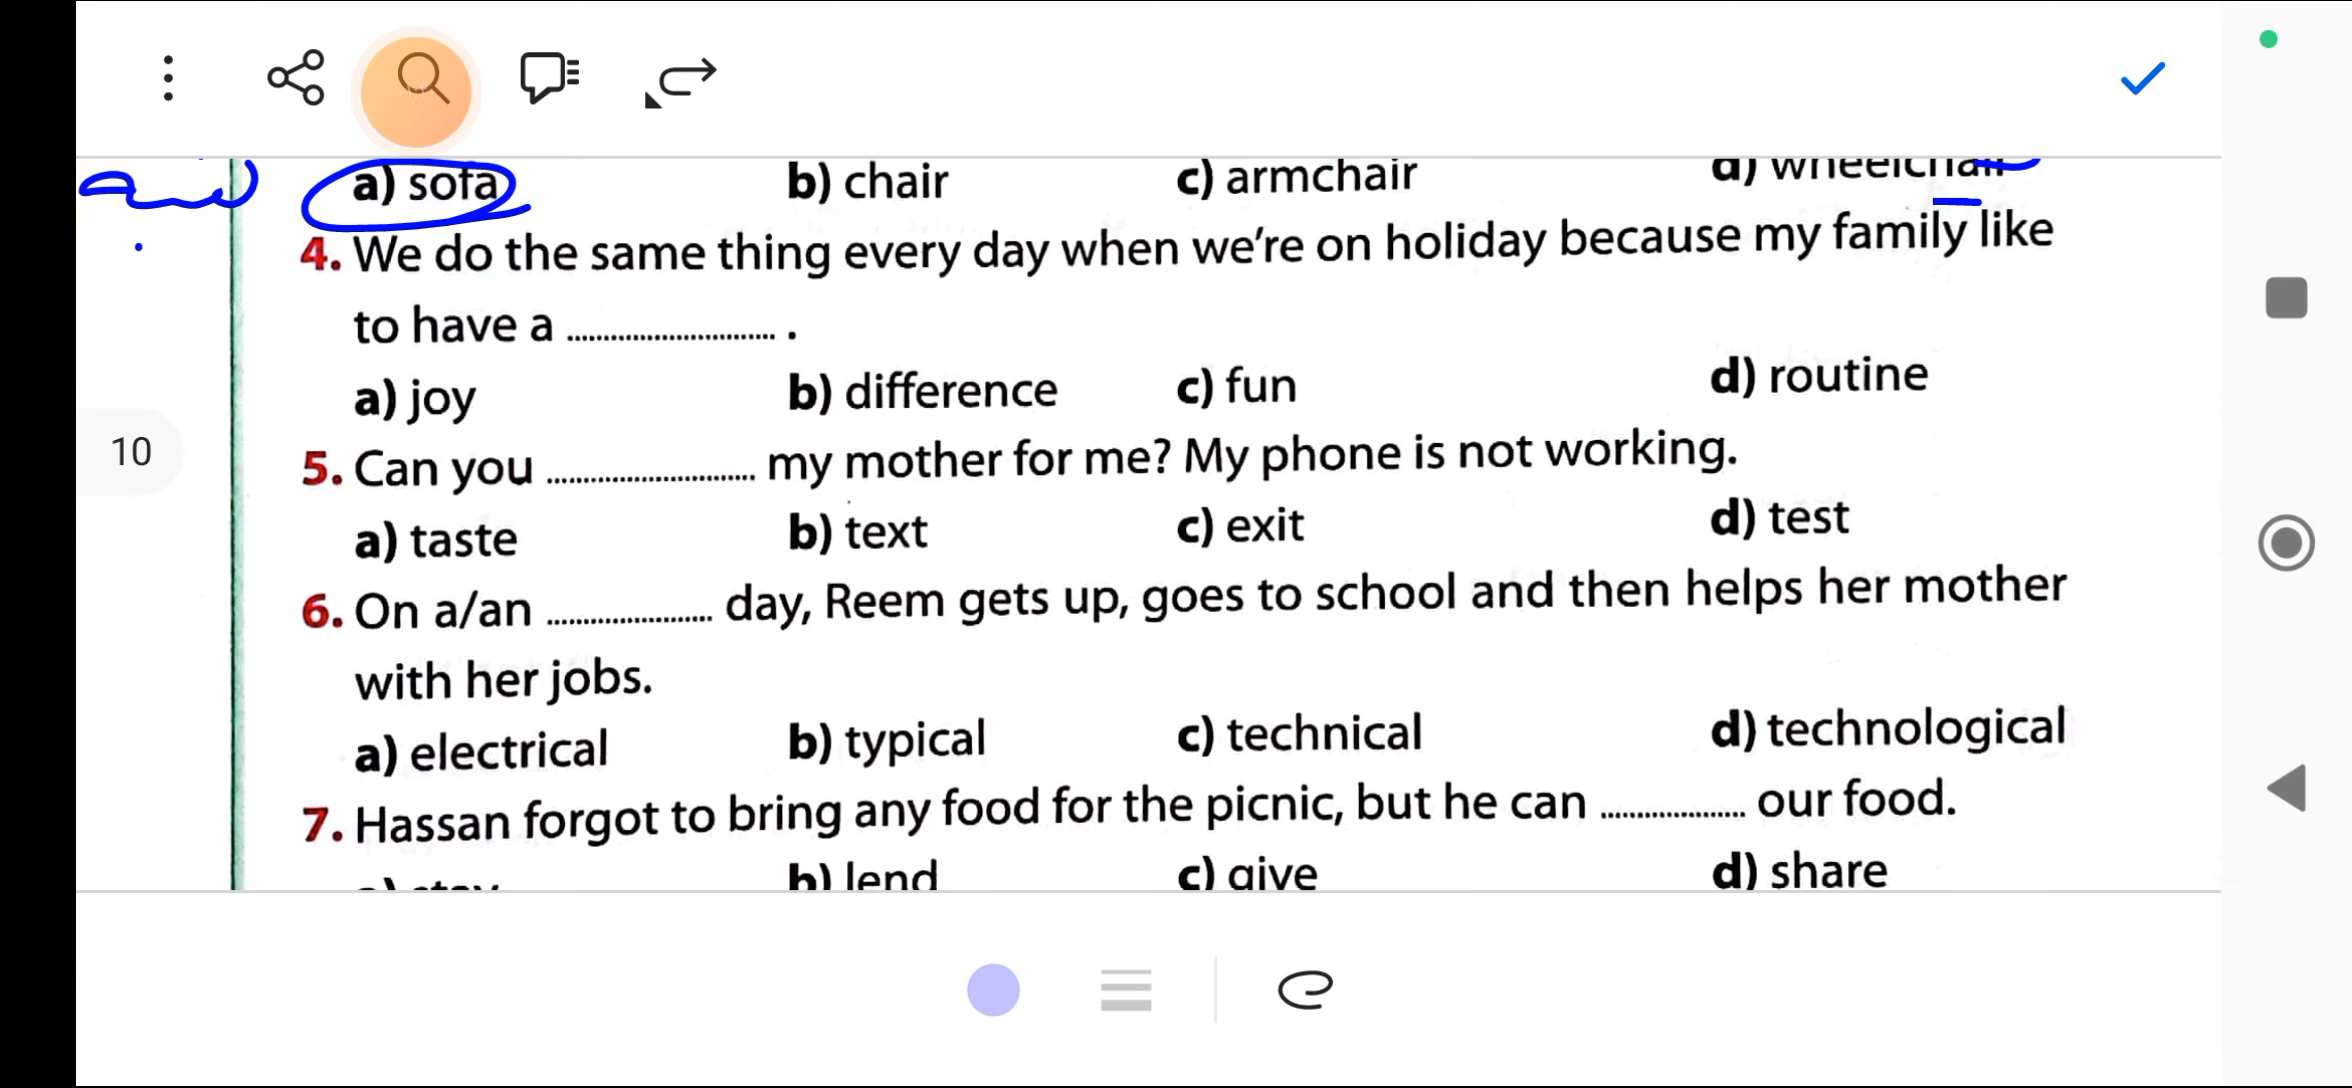 a) sofa b) chair c) armchair d) wheelchair
4. We do the same thing every day when we're on holiday because my family like
to have a ............................ .
a) joy b) difference c) fun d) routine
10
5. Can you ............................ my mother for me? My phone is not working.
a) taste b) text c) exit d) test
6. On a/an ...................... day, Reem gets up, goes to school and then helps her mother
with her jobs.
a) electrical b) typical c) technical d) technological
7. Hassan forgot to bring any food for the picnic, but he can ................... our food.
a) stay b) lend c) give d) share